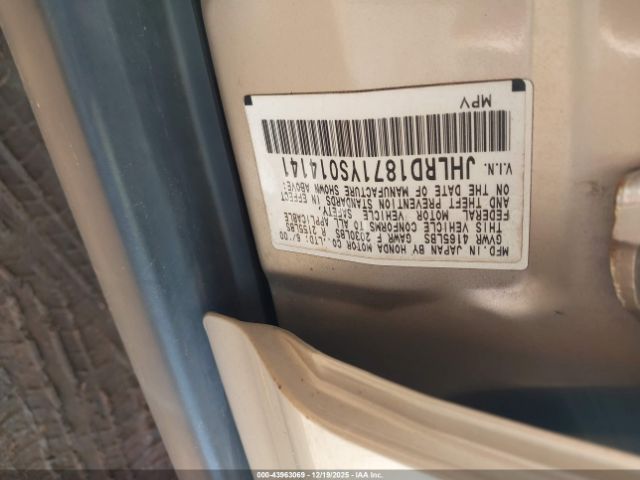 MFD. IN JAPAN BY HONDA MOTOR CO., LTD: 6/00
GVWR 4165LBS GAWR F 2030LBS R 2155LBS
THIS VEHICLE CONFORMS TO ALL APPLICABLE
FEDERAL MOTOR VEHICLE SAFETY,
AND THEFT PREVENTION STANDARDS IN EFFECT
ON THE DATE OF MANUFACTURE SHOWN ABOVE:
V.I.N. JHLRD1871YS014141
MPV
000-43963069 - 12/19/2025 - IAA Inc.